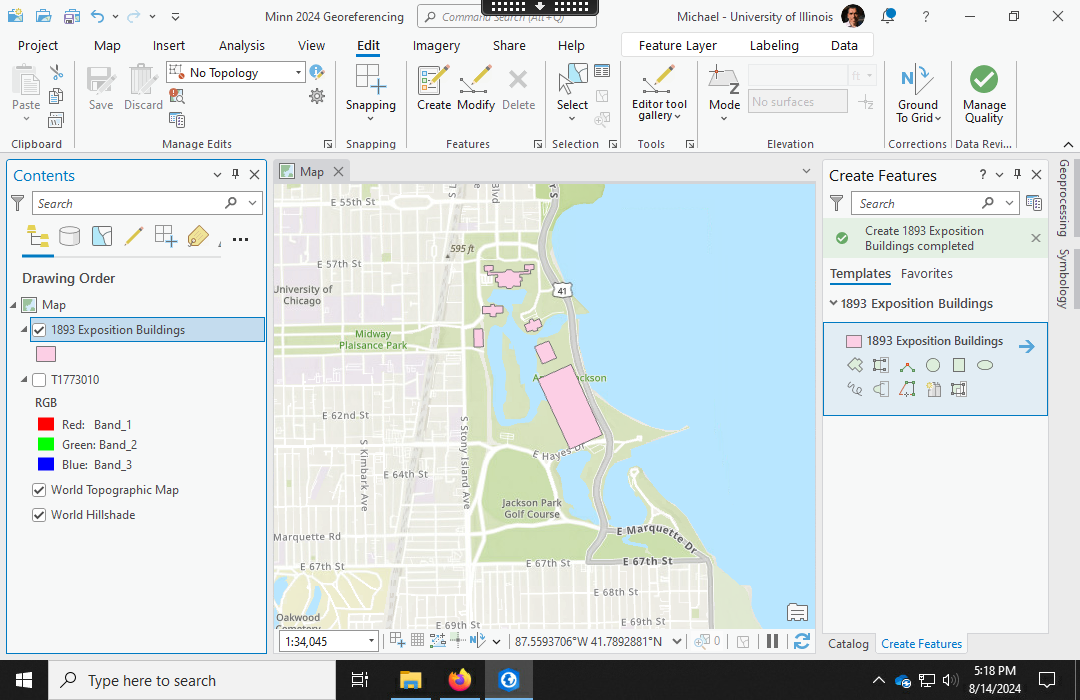 Minn 2024 Georeferencing
Command Search (Alt+Q)
Michael - University of Illinois
?
Project
Map
Insert
Analysis
View
Edit
Imagery
Share
Help
Feature Layer
Labeling
Data
Paste
Save
Discard
No Topology
Snapping
Create
Modify
Delete
Select
Editor tool
gallery
Mode
ft
No surfaces
Ground
To Grid
Manage
Quality
Clipboard
Manage Edits
Snapping
Features
Selection
Tools
Elevation
Corrections
Data Revi...
Contents
Search
Drawing Order
Map
1893 Exposition Buildings
T1773010
RGB
Red: Band_1
Green: Band_2
Blue: Band_3
World Topographic Map
World Hillshade
Map
E 55th St
595 ft
E 57th St
University of
Chicago
41
Midway
Plaisance Park
E 62nd St
S Stony Island Ave
S Kimbark Ave
E Hayes Dr
E 64th St
Jackson Park
Golf Course
Marquette Rd
E Marquette Dr
E 67th St
E 67th St
E 67th St
E 68th St
Oakwood
Cemetery
E 69th St
E 69th St
1:34,045
87.5593706°W 41.7892881°N
0
Create Features
?
Search
Create 1893 Exposition
Buildings completed
Templates
Favorites
1893 Exposition Buildings
1893 Exposition Buildings
Catalog
Create Features
Geoprocessing
Symbology
Type here to search
5:18 PM
8/14/2024